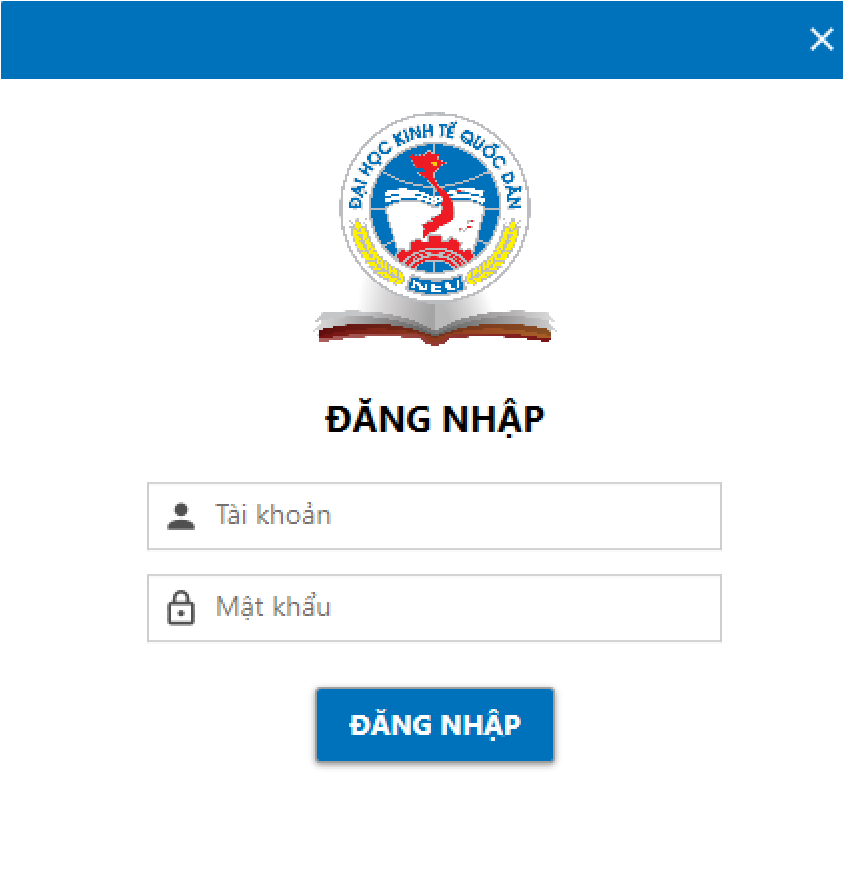 ĐẠI HỌC KINH TẾ QUỐC DÂN
NEU
ĐĂNG NHẬP
Tài khoản
Mật khẩu
ĐĂNG NHẬP